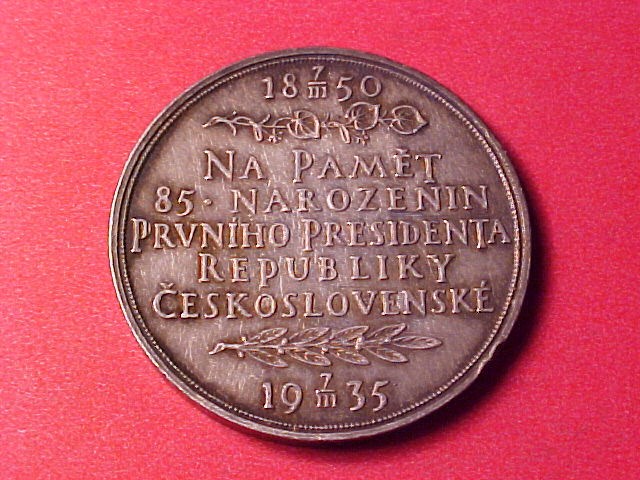 18 7/III 50
NA PAMĚT
85. NAROZENIN
PRVNÍHO PRESIDENTA
REPUBLIKY
ČESKOSLOVENSKÉ
19 7/III 35